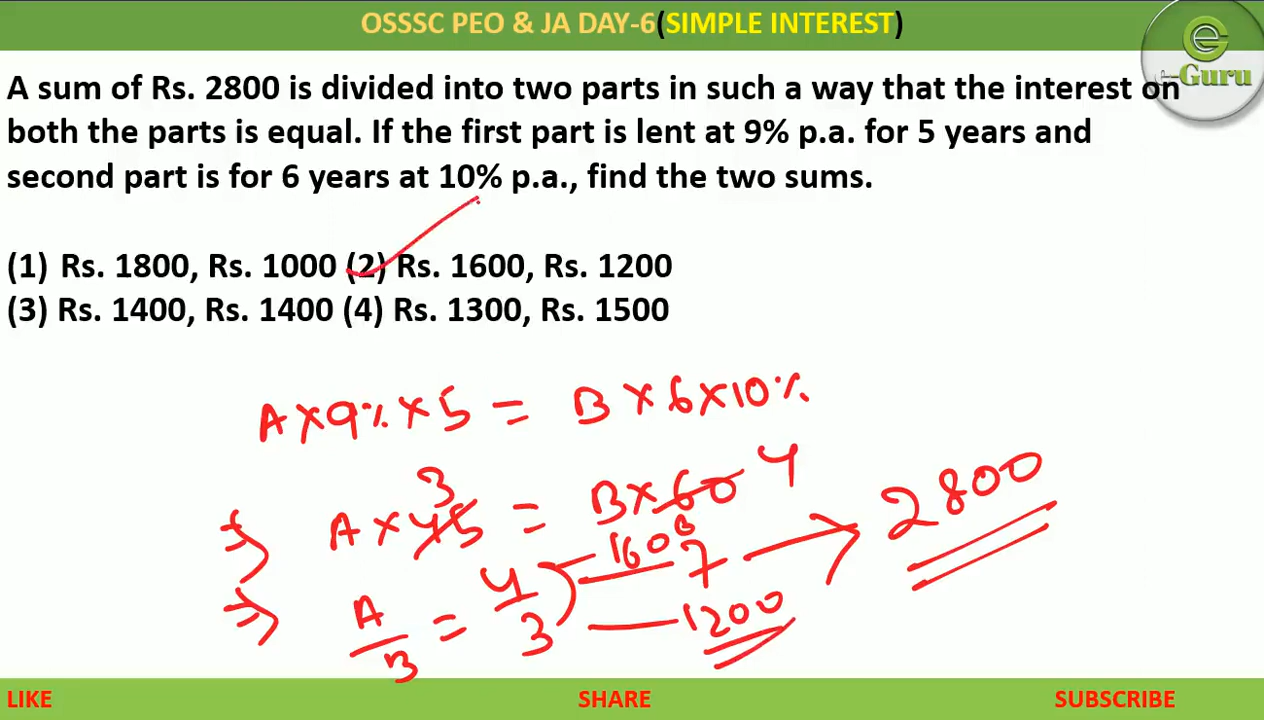 OSSSC PEO & JA DAY-6(SIMPLE INTEREST)
e-Guru
A sum of Rs. 2800 is divided into two parts in such a way that the interest on
both the parts is equal. If the first part is lent at 9% p.a. for 5 years and
second part is for 6 years at 10% p.a., find the two sums.
(1) Rs. 1800, Rs. 1000 (2) Rs. 1600, Rs. 1200
(3) Rs. 1400, Rs. 1400 (4) Rs. 1300, Rs. 1500
A×9%×5 = B×6×10%
3 4
⇒ A×45 = B×60
1600 7 → 2800
⇒ A/B = 4/3 1200
LIKE SHARE SUBSCRIBE